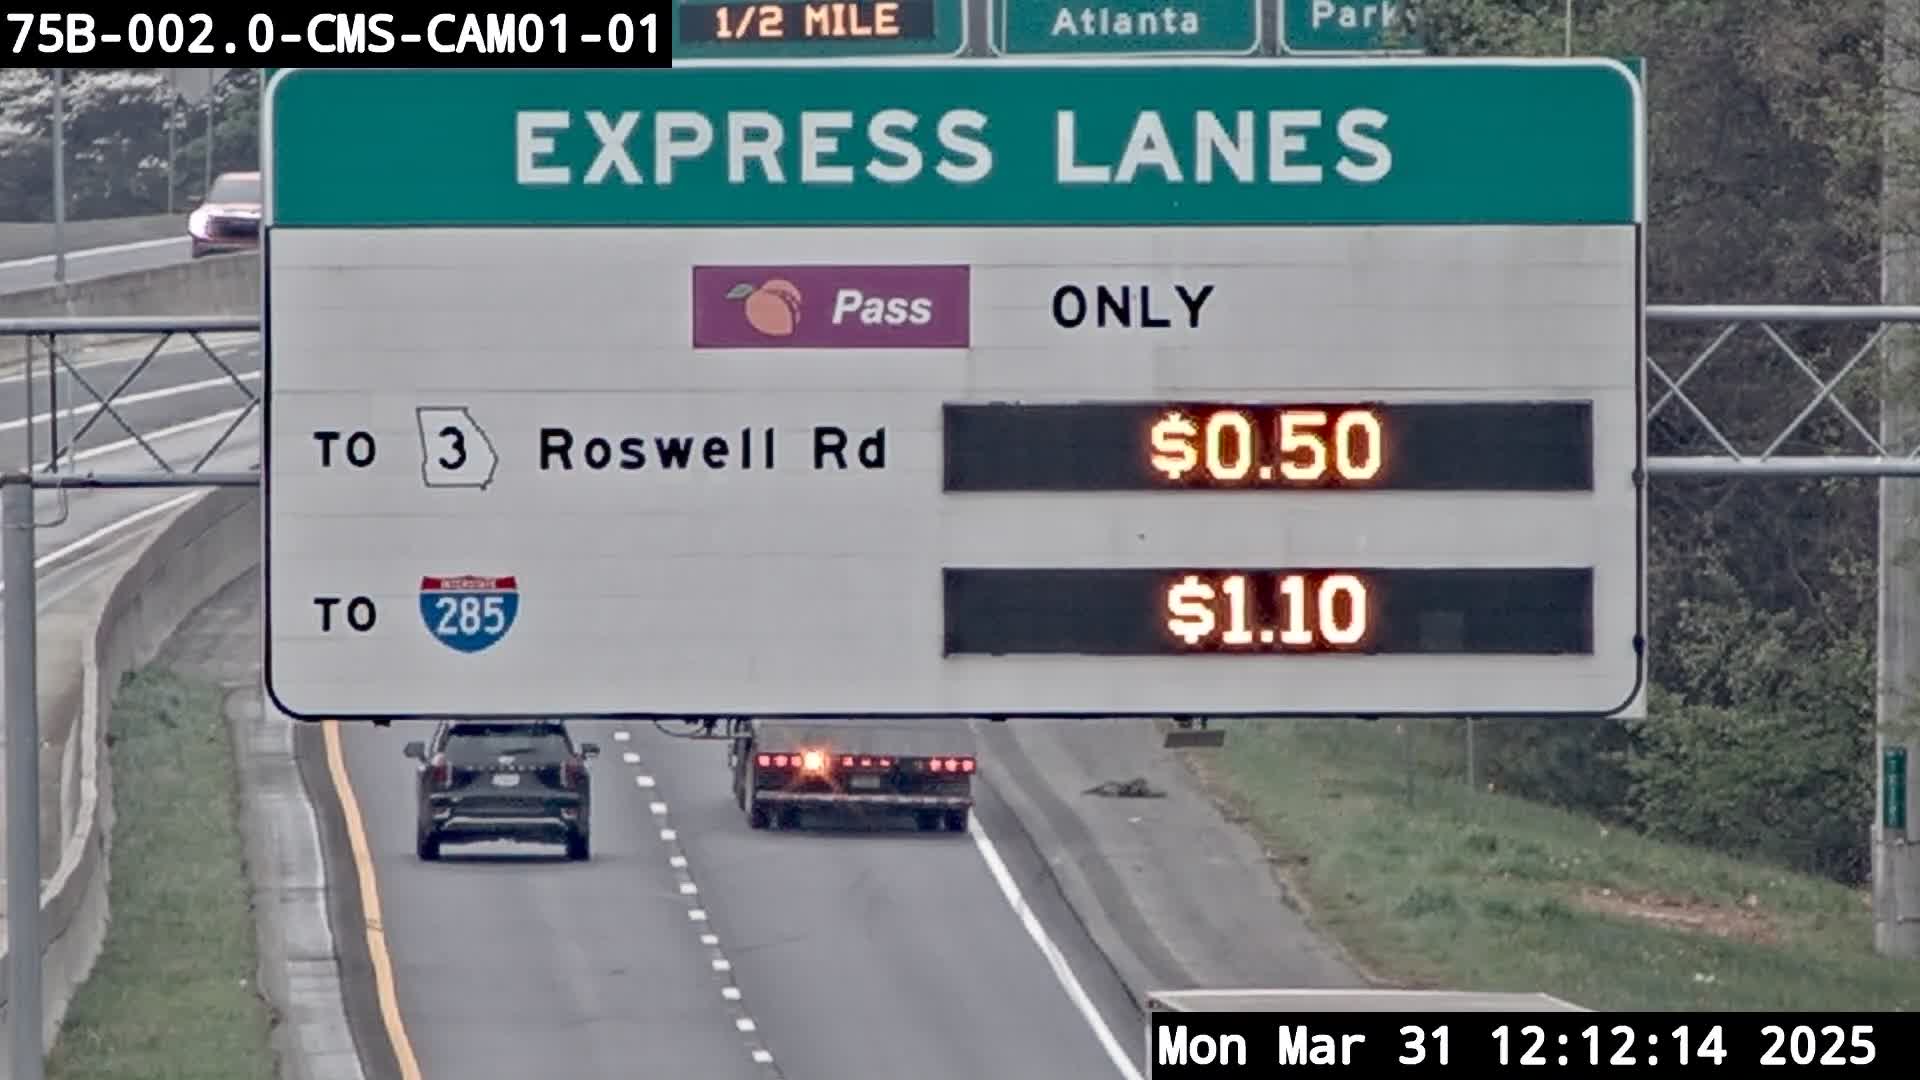 75B-002.0-CMS-CAM01-01
1/2 MILE
Atlanta
EXPRESS LANES
Pass ONLY
TO 3 Roswell Rd $0.50
TO INTERSTATE 285 $1.10
Mon Mar 31 12:12:14 2025